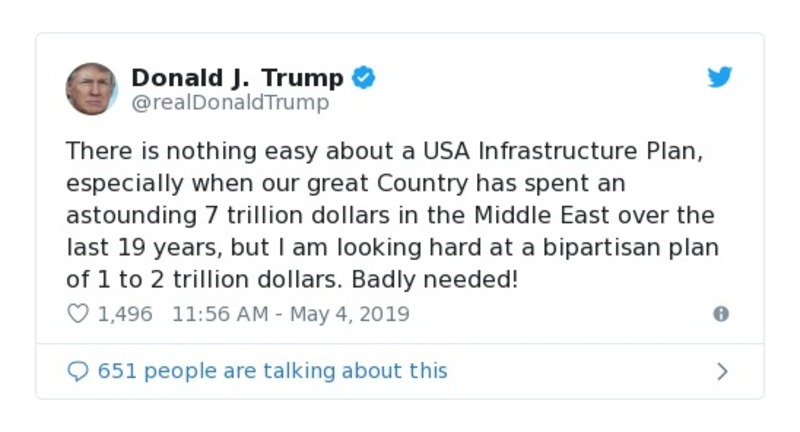 Donald J. Trump
@realDonaldTrump
There is nothing easy about a USA Infrastructure Plan,
especially when our great Country has spent an
astounding 7 trillion dollars in the Middle East over the
last 19 years, but I am looking hard at a bipartisan plan
of 1 to 2 trillion dollars. Badly needed!
1,496 11:56 AM - May 4, 2019
651 people are talking about this